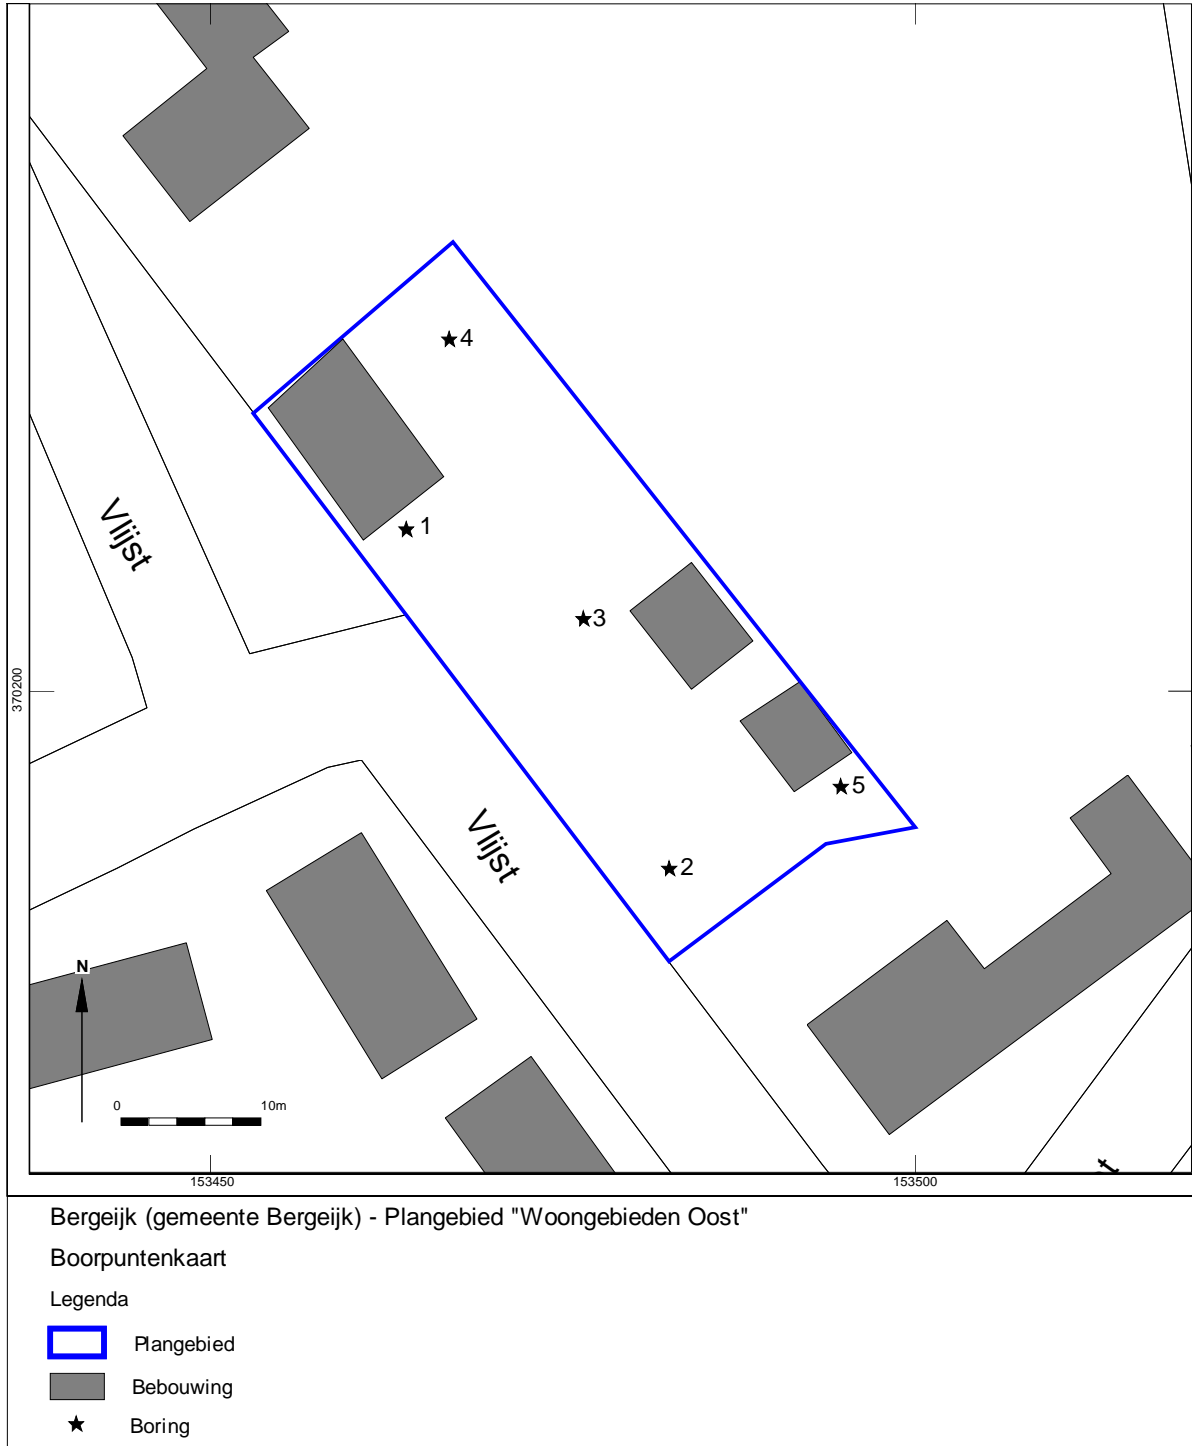 4
1
Vlijst
3
370200
5
Vlijst
2
N
0 10m
153450 153500
Bergeijk (gemeente Bergeijk) - Plangebied "Woongebieden Oost"
Boorpuntenkaart
Legenda
Plangebied
Bebouwing
Boring